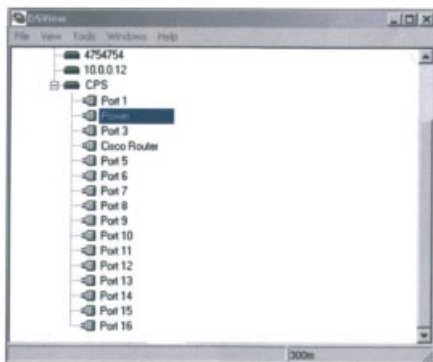 DSView
File View Tools Windows Help
4754754
10.0.0.12
CPS
Port 1
Power
Port 3
Cisco Router
Port 5
Port 6
Port 7
Port 8
Port 9
Port 10
Port 11
Port 12
Port 13
Port 14
Port 15
Port 16
300m